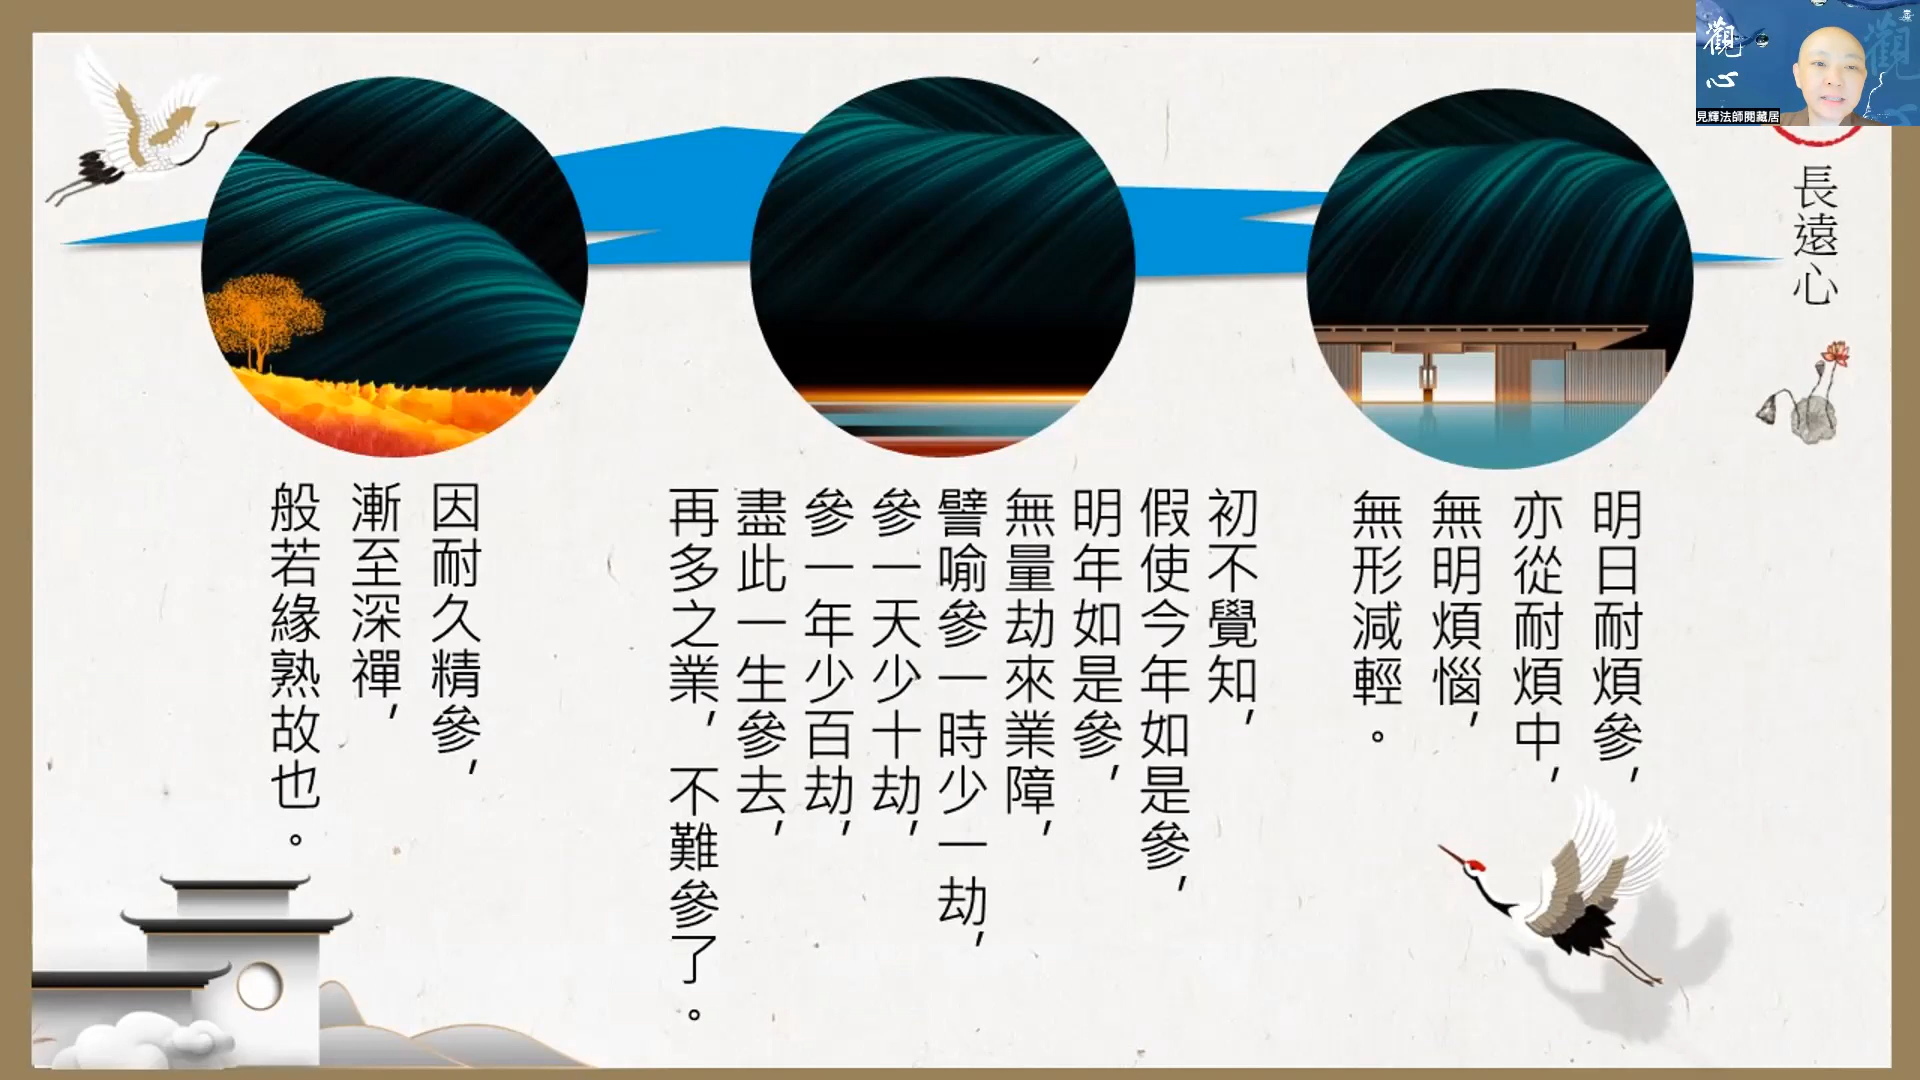 觀心
見輝法師閱藏居
長遠心
明日耐煩參，
亦從耐煩中，
無明煩惱，
無形減輕。
初不覺知，
假使今年如是參，
明年如是參，
無量劫來業障，
譬喻參一時少一劫，
參一天少十劫，
參一年少百劫，
盡此一生參去，
再多之業，不難參了。
因耐久精參，
漸至深禪，
般若緣熟故也。